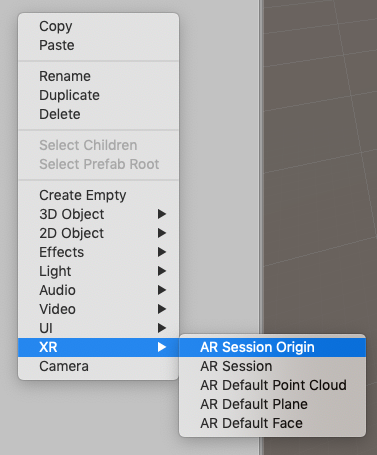 Copy
Paste
Rename
Duplicate
Delete
Select Children
Select Prefab Root
Create Empty
3D Object
2D Object
Effects
Light
Audio
Video
UI
XR
Camera
AR Session Origin
AR Session
AR Default Point Cloud
AR Default Plane
AR Default Face